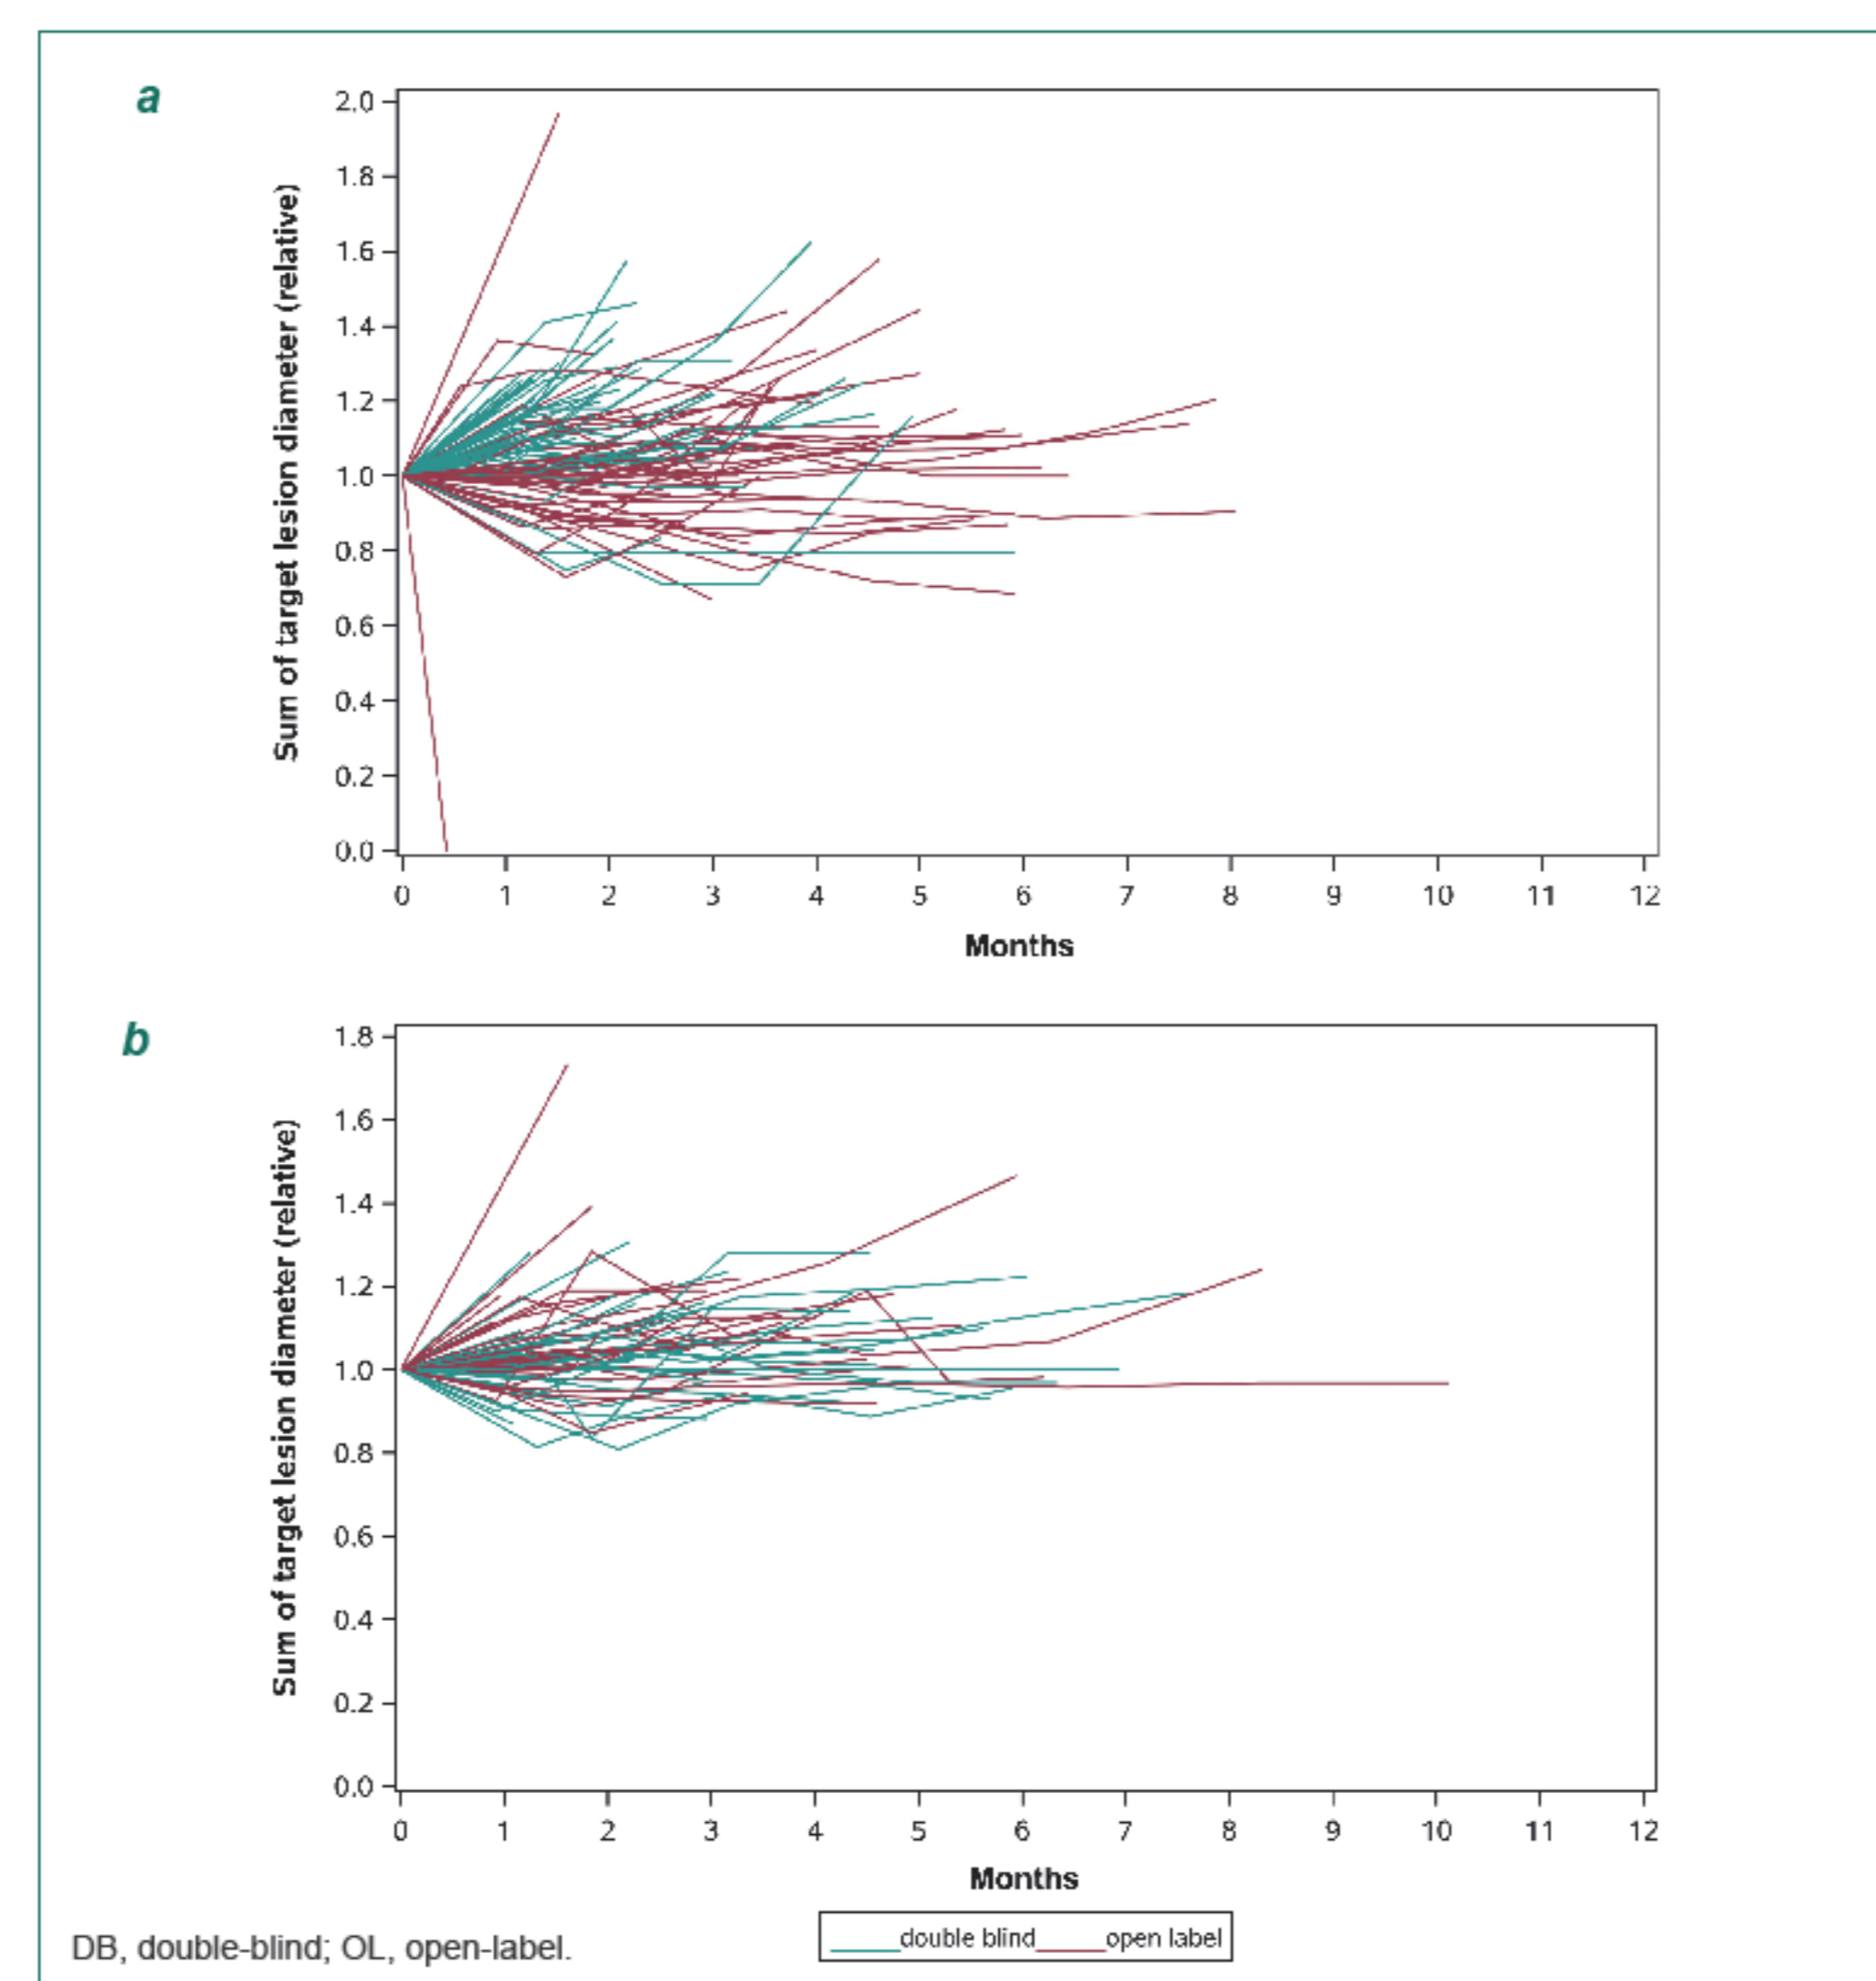 a
Sum of target lesion diameter (relative)
2.0
1.8
1.6
1.4
1.2
1.0
0.8
0.6
0.4
0.2
0.0
0 1 2 3 4 5 6 7 8 9 10 11 12
Months
b
Sum of target lesion diameter (relative)
1.8
1.6
1.4
1.2
1.0
0.8
0.6
0.4
0.2
0.0
0 1 2 3 4 5 6 7 8 9 10 11 12
Months
double blind open label
DB, double-blind; OL, open-label.